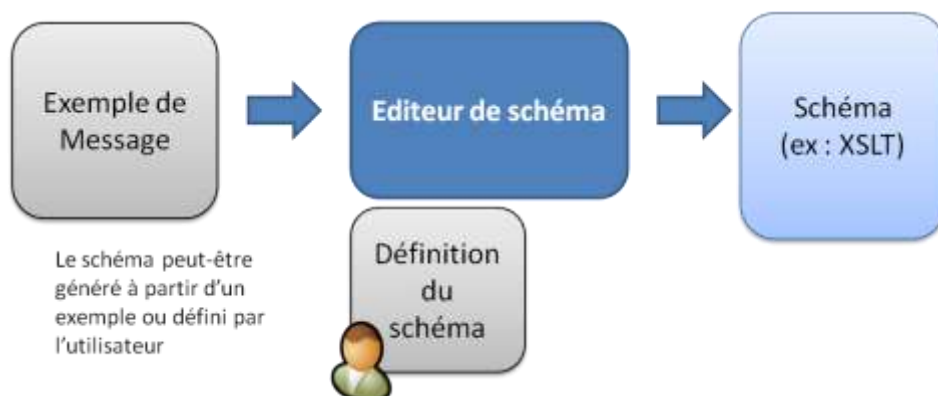 Exemple de
Message
Editeur de schéma
Schéma
(ex : XSLT)
Le schéma peut-être
généré à partir d'un
exemple ou défini par
l'utilisateur
Définition
du
schéma